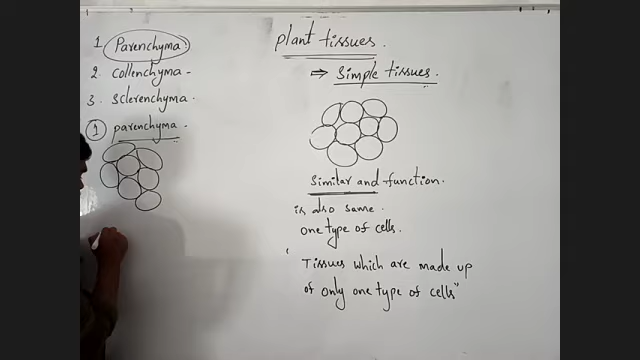 1 Parenchyma
2. Collenchyma -
3. Sclerenchyma.
① parenchyma -
plant tissues.
⇒ Simple tissues.
Similar and function.
is also same.
one type of cells.
" Tissues which are made up
of only one type of cells"